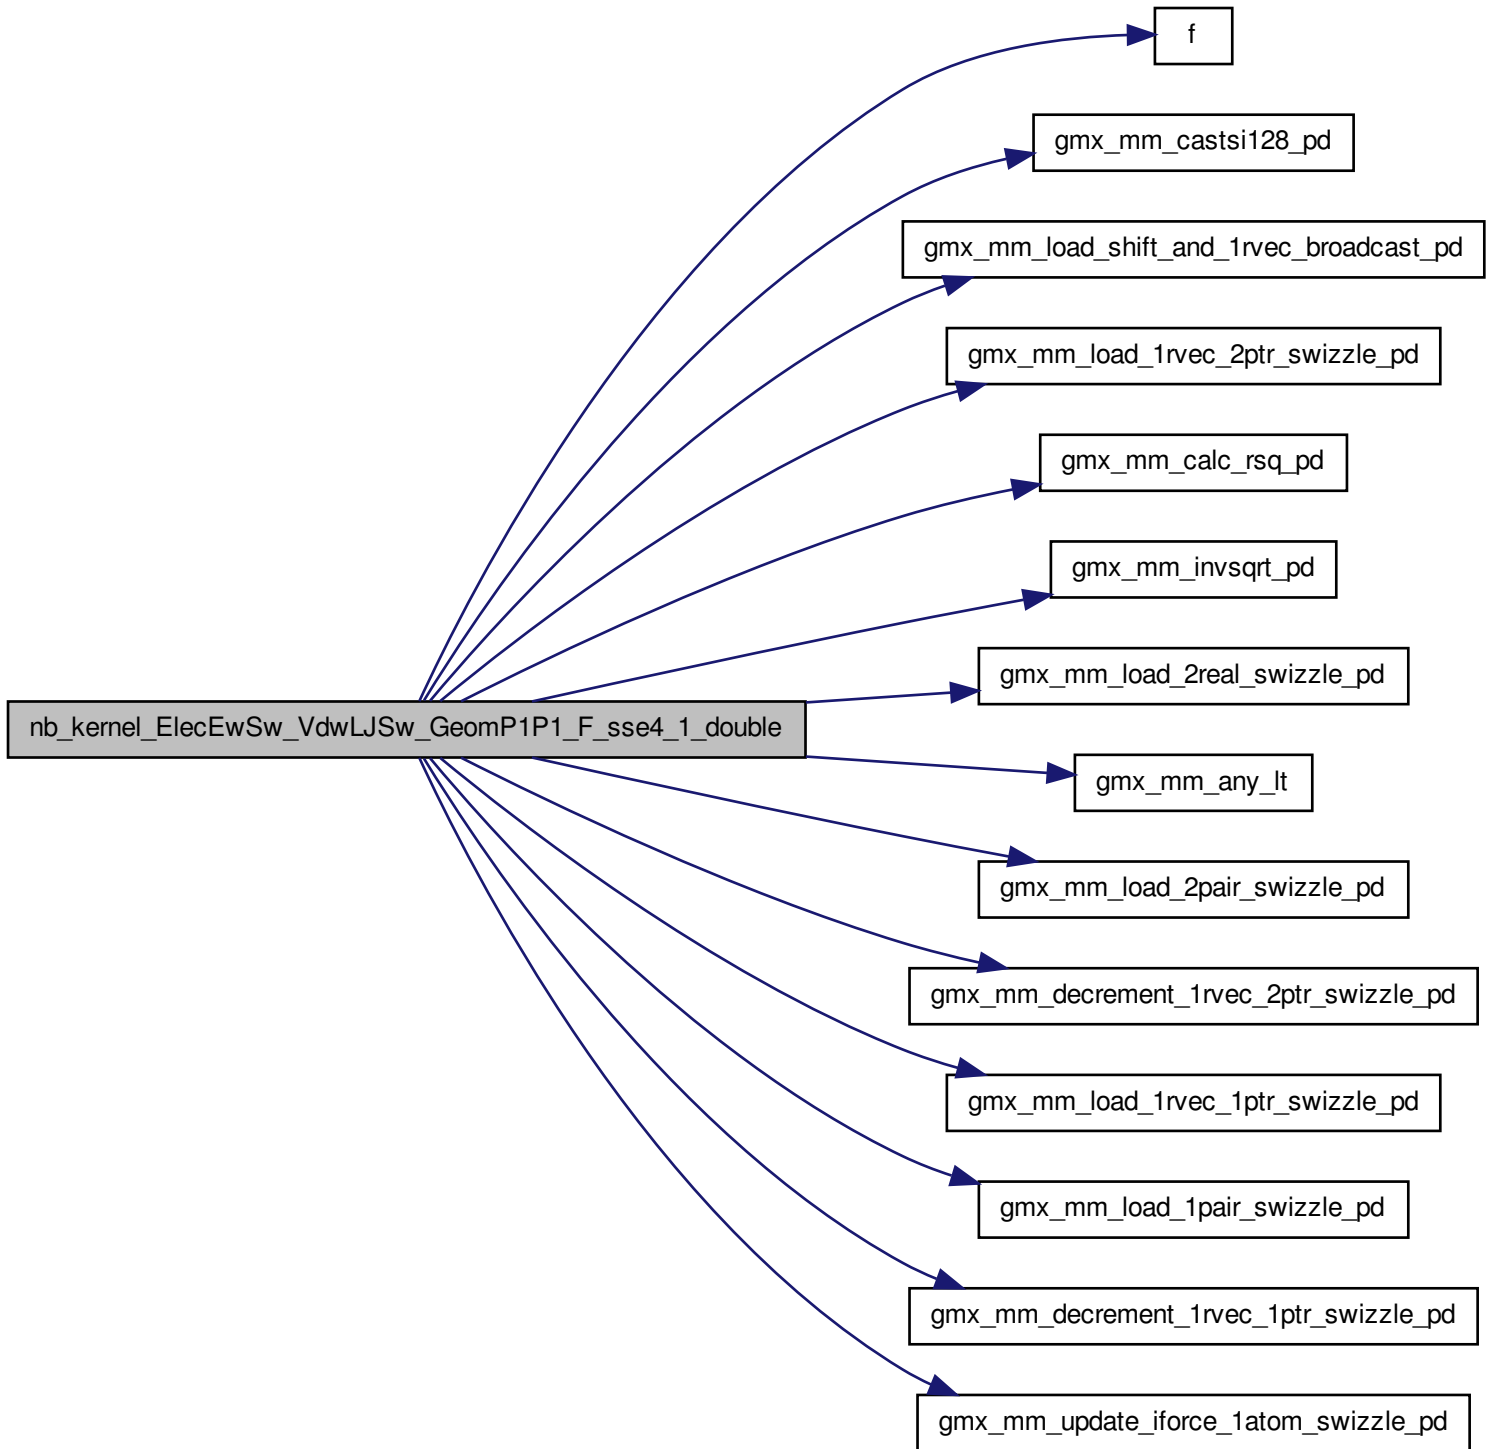 f
gmx_mm_castsi128_pd
gmx_mm_load_shift_and_1rvec_broadcast_pd
gmx_mm_load_1rvec_2ptr_swizzle_pd
gmx_mm_calc_rsq_pd
gmx_mm_invsqrt_pd
gmx_mm_load_2real_swizzle_pd
nb_kernel_ElecEwSw_VdwLJSw_GeomP1P1_F_sse4_1_double
gmx_mm_any_lt
gmx_mm_load_2pair_swizzle_pd
gmx_mm_decrement_1rvec_2ptr_swizzle_pd
gmx_mm_load_1rvec_1ptr_swizzle_pd
gmx_mm_load_1pair_swizzle_pd
gmx_mm_decrement_1rvec_1ptr_swizzle_pd
gmx_mm_update_iforce_1atom_swizzle_pd